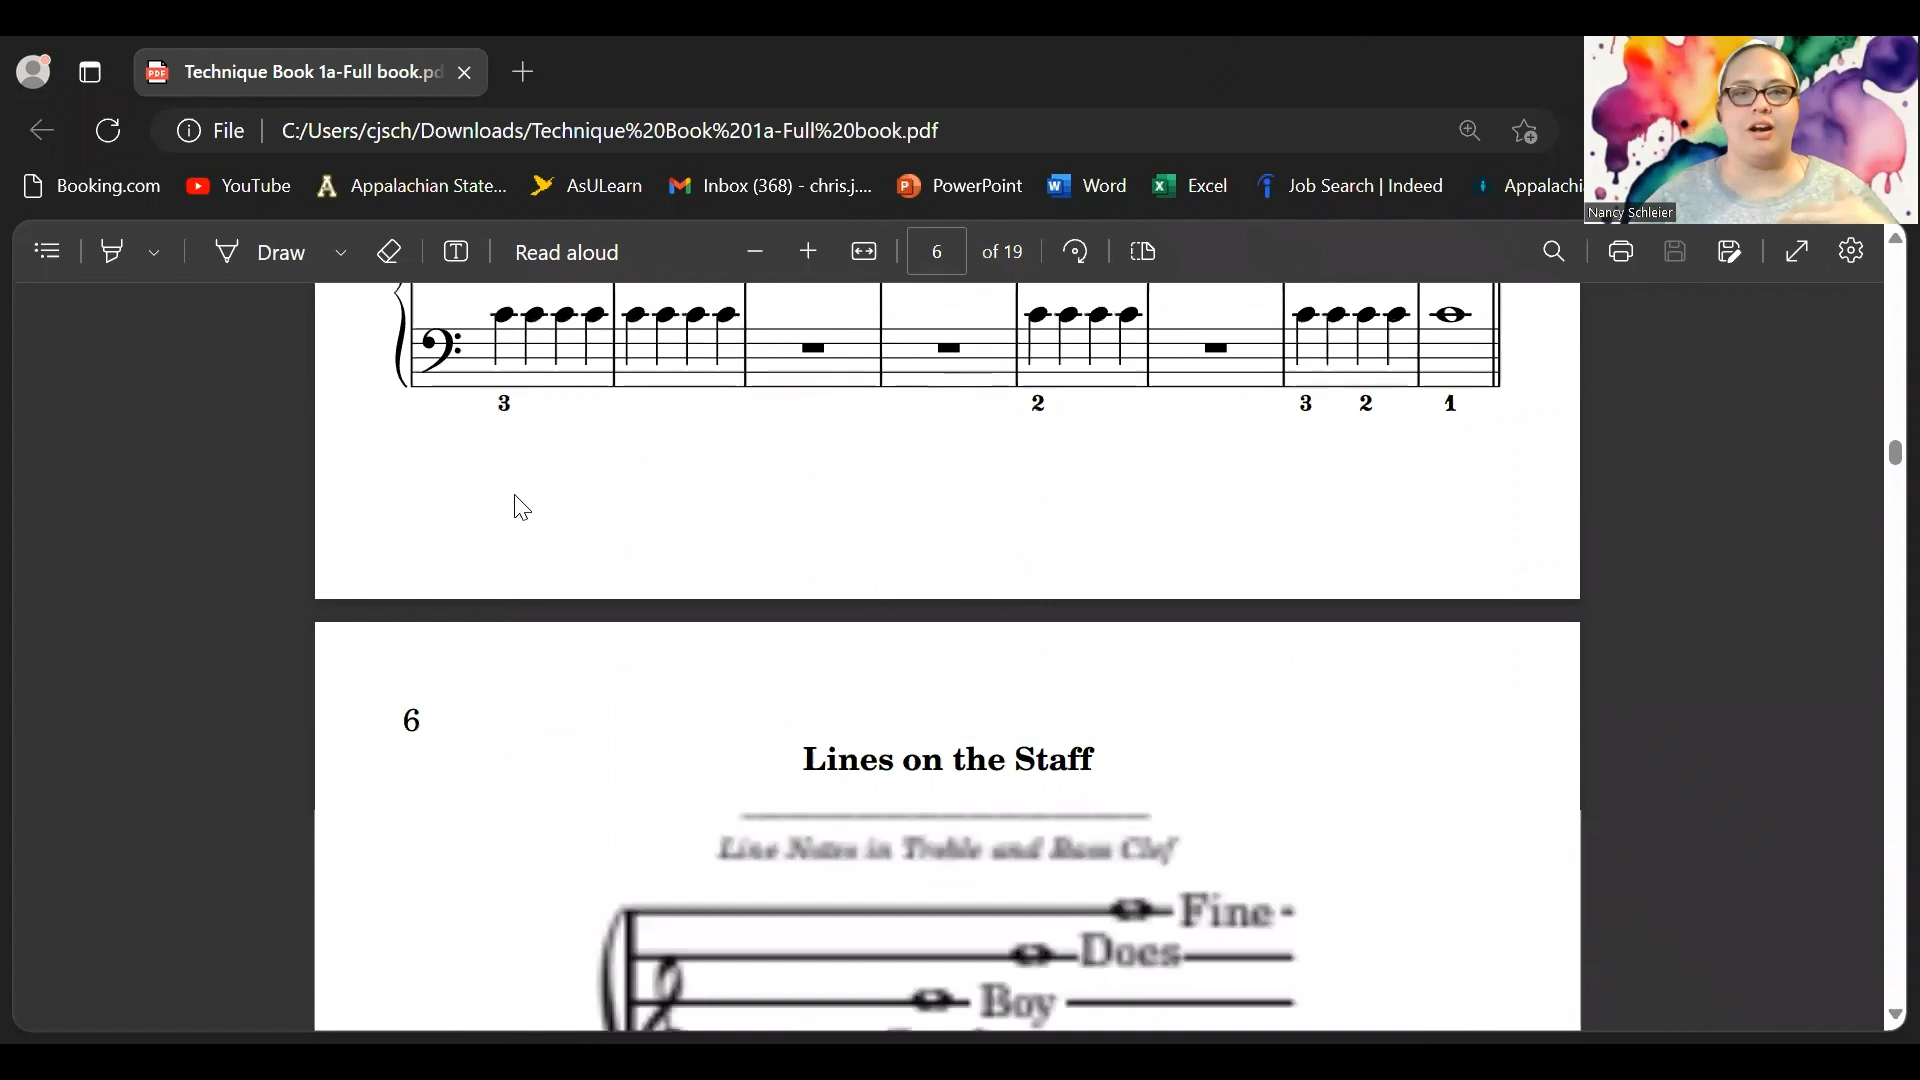 Technique Book 1a-Full book.pd
File
C:/Users/cjsch/Downloads/Technique%20Book%201a-Full%20book.pdf
Booking.com YouTube Appalachian State... AsULearn Inbox (368) - chris.j.... PowerPoint Word Excel Job Search | Indeed Appalachi
Nancy Schleier
Draw Read aloud 6 of 19
3 2 3 2 1
6
Lines on the Staff
Line Notes in Treble and Bass Clef
Fine
Does
Boy